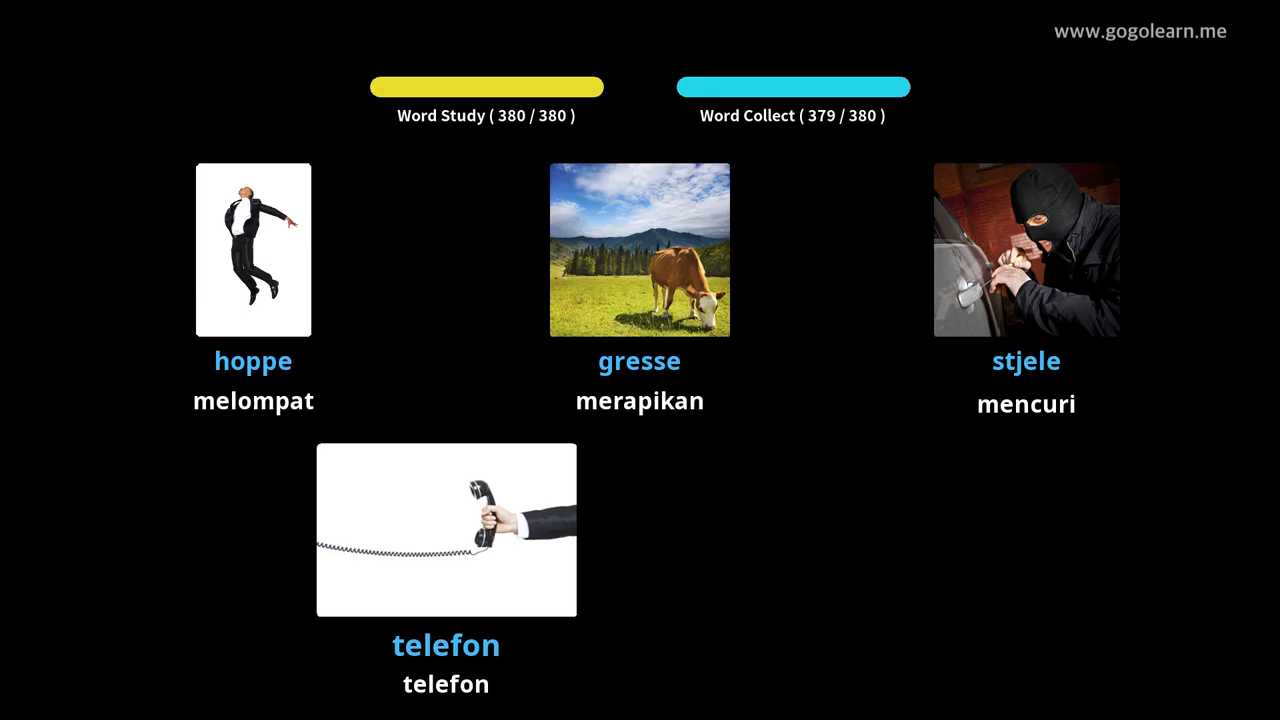 www.gogolearn.me
Word Study ( 380 / 380 )
Word Collect ( 379 / 380 )
hoppe
melompat
gresse
merapikan
stjele
mencuri
telefon
telefon